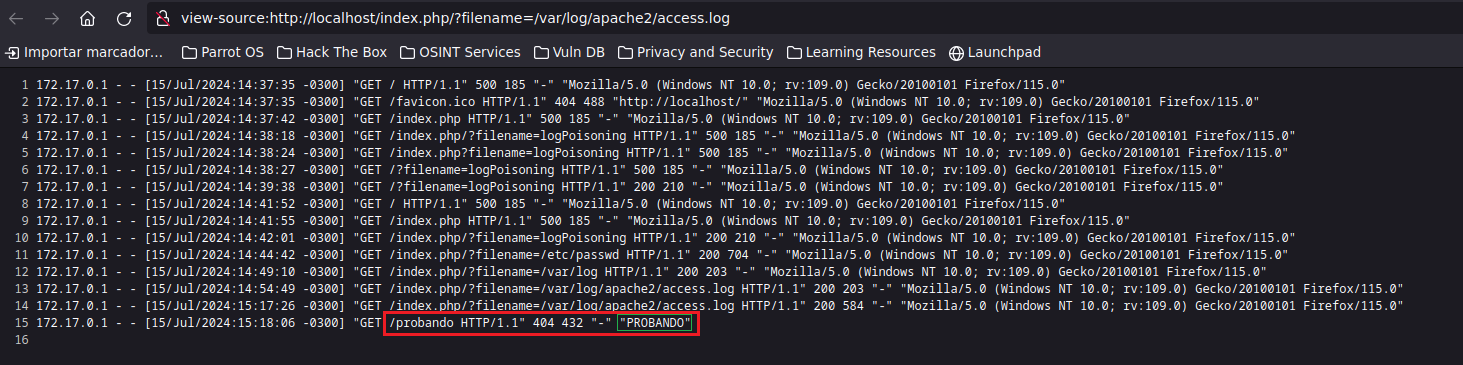 view-source:http://localhost/index.php/?filename=/var/log/apache2/access.log
Importar marcador... Parrot OS Hack The Box OSINT Services Vuln DB Privacy and Security Learning Resources Launchpad
1 172.17.0.1 - - [15/Jul/2024:14:37:35 -0300] "GET / HTTP/1.1" 500 185 "-" "Mozilla/5.0 (Windows NT 10.0; rv:109.0) Gecko/20100101 Firefox/115.0"
2 172.17.0.1 - - [15/Jul/2024:14:37:35 -0300] "GET /favicon.ico HTTP/1.1" 404 488 "http://localhost/" "Mozilla/5.0 (Windows NT 10.0; rv:109.0) Gecko/20100101 Firefox/115.0"
3 172.17.0.1 - - [15/Jul/2024:14:37:42 -0300] "GET /index.php HTTP/1.1" 500 185 "-" "Mozilla/5.0 (Windows NT 10.0; rv:109.0) Gecko/20100101 Firefox/115.0"
4 172.17.0.1 - - [15/Jul/2024:14:38:18 -0300] "GET /index.php/?filename=logPoisoning HTTP/1.1" 500 185 "-" "Mozilla/5.0 (Windows NT 10.0; rv:109.0) Gecko/20100101 Firefox/115.0"
5 172.17.0.1 - - [15/Jul/2024:14:38:24 -0300] "GET /index.php?filename=logPoisoning HTTP/1.1" 500 185 "-" "Mozilla/5.0 (Windows NT 10.0; rv:109.0) Gecko/20100101 Firefox/115.0"
6 172.17.0.1 - - [15/Jul/2024:14:38:27 -0300] "GET /?filename=logPoisoning HTTP/1.1" 500 185 "-" "Mozilla/5.0 (Windows NT 10.0; rv:109.0) Gecko/20100101 Firefox/115.0"
7 172.17.0.1 - - [15/Jul/2024:14:39:38 -0300] "GET /?filename=logPoisoning HTTP/1.1" 200 210 "-" "Mozilla/5.0 (Windows NT 10.0; rv:109.0) Gecko/20100101 Firefox/115.0"
8 172.17.0.1 - - [15/Jul/2024:14:41:52 -0300] "GET / HTTP/1.1" 500 185 "-" "Mozilla/5.0 (Windows NT 10.0; rv:109.0) Gecko/20100101 Firefox/115.0"
9 172.17.0.1 - - [15/Jul/2024:14:41:55 -0300] "GET /index.php HTTP/1.1" 500 185 "-" "Mozilla/5.0 (Windows NT 10.0; rv:109.0) Gecko/20100101 Firefox/115.0"
10 172.17.0.1 - - [15/Jul/2024:14:42:01 -0300] "GET /index.php/?filename=logPoisoning HTTP/1.1" 200 210 "-" "Mozilla/5.0 (Windows NT 10.0; rv:109.0) Gecko/20100101 Firefox/115.0"
11 172.17.0.1 - - [15/Jul/2024:14:44:42 -0300] "GET /index.php/?filename=/etc/passwd HTTP/1.1" 200 704 "-" "Mozilla/5.0 (Windows NT 10.0; rv:109.0) Gecko/20100101 Firefox/115.0"
12 172.17.0.1 - - [15/Jul/2024:14:49:10 -0300] "GET /index.php/?filename=/var/log HTTP/1.1" 200 203 "-" "Mozilla/5.0 (Windows NT 10.0; rv:109.0) Gecko/20100101 Firefox/115.0"
13 172.17.0.1 - - [15/Jul/2024:14:54:49 -0300] "GET /index.php/?filename=/var/log/apache2/access.log HTTP/1.1" 200 203 "-" "Mozilla/5.0 (Windows NT 10.0; rv:109.0) Gecko/20100101 Firefox/115.0"
14 172.17.0.1 - - [15/Jul/2024:15:17:26 -0300] "GET /index.php/?filename=/var/log/apache2/access.log HTTP/1.1" 200 584 "-" "Mozilla/5.0 (Windows NT 10.0; rv:109.0) Gecko/20100101 Firefox/115.0"
15 172.17.0.1 - - [15/Jul/2024:15:18:06 -0300] "GET /probando HTTP/1.1" 404 432 "-" "PROBANDO"
16